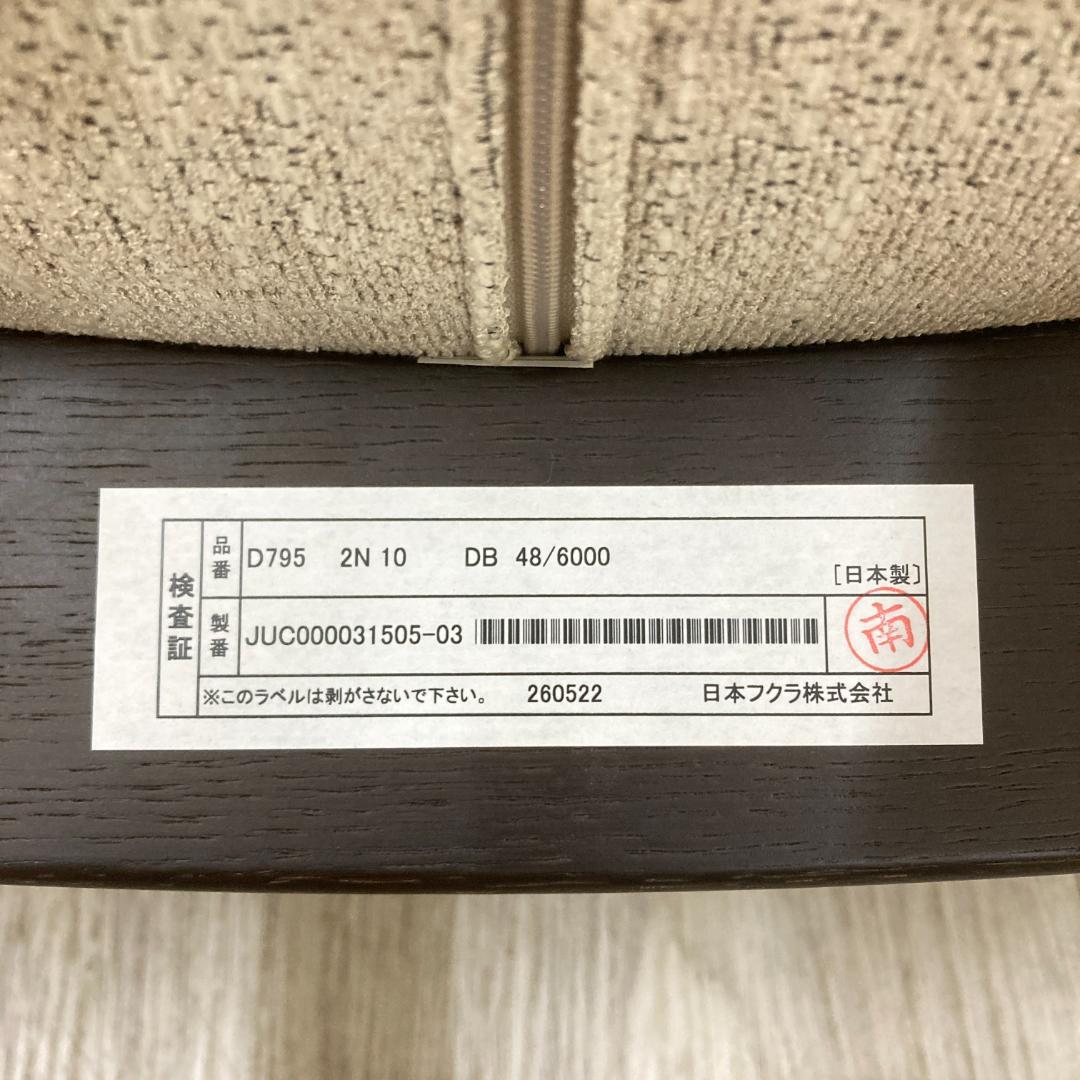 検査証
品番 D795 2N 10 DB 48/6000 [日本製]
製番 JUC000031505-03 南
※このラベルは剥がさないで下さい。 260522 日本フクラ株式会社